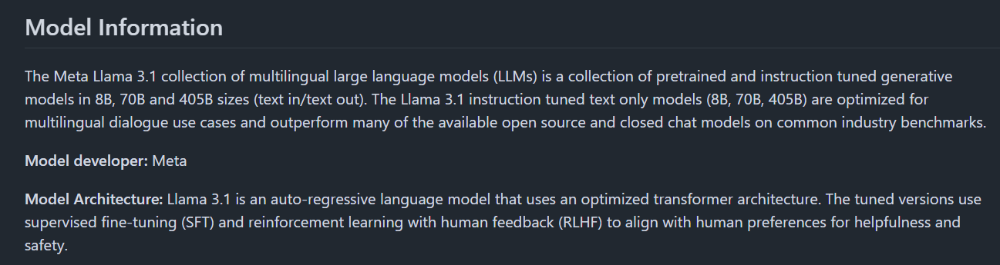 Model Information
The Meta Llama 3.1 collection of multilingual large language models (LLMs) is a collection of pretrained and instruction tuned generative
models in 8B, 70B and 405B sizes (text in/text out). The Llama 3.1 instruction tuned text only models (8B, 70B, 405B) are optimized for
multilingual dialogue use cases and outperform many of the available open source and closed chat models on common industry benchmarks.
Model developer: Meta
Model Architecture: Llama 3.1 is an auto-regressive language model that uses an optimized transformer architecture. The tuned versions use
supervised fine-tuning (SFT) and reinforcement learning with human feedback (RLHF) to align with human preferences for helpfulness and
safety.